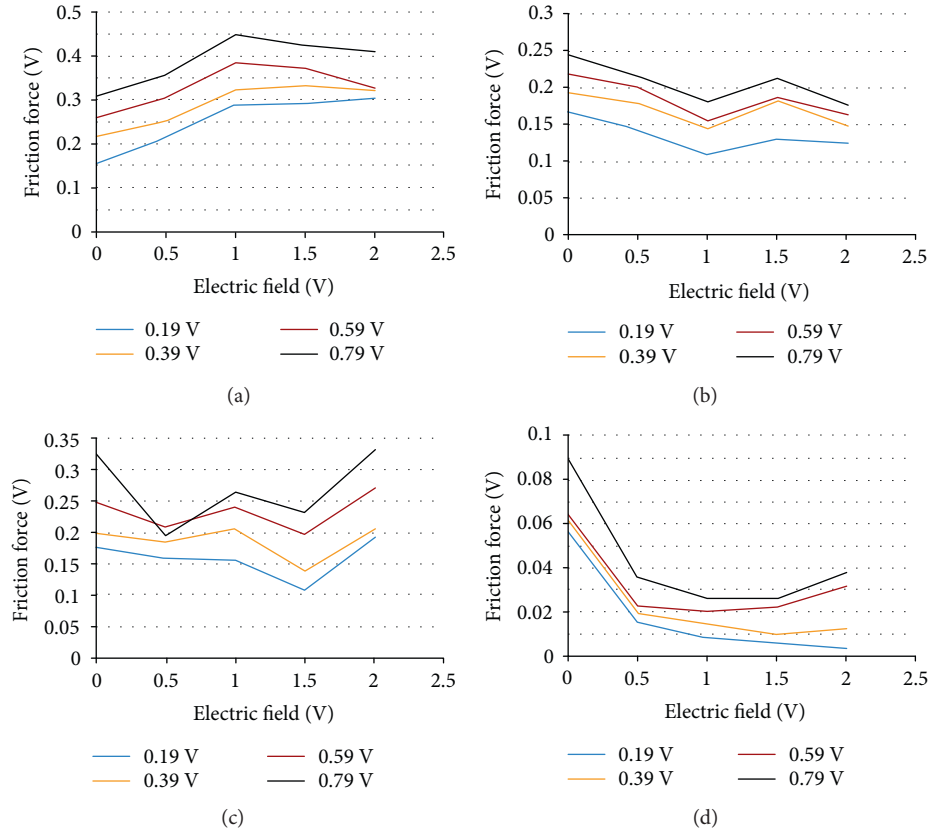 0.5
0.4
0.3
0.2
0.1
0
Friction force (V)
0 0.5 1 1.5 2 2.5
Electric field (V)
0.19 V 0.59 V
0.39 V 0.79 V
(a)
0.3
0.25
0.2
0.15
0.1
0.05
0
Friction force (V)
0 0.5 1 1.5 2 2.5
Electric field (V)
0.19 V 0.59 V
0.39 V 0.79 V
(b)
0.35
0.3
0.25
0.2
0.15
0.1
0.05
0
Friction force (V)
0 0.5 1 1.5 2 2.5
Electric field (V)
0.19 V 0.59 V
0.39 V 0.79 V
(c)
0.1
0.08
0.06
0.04
0.02
0
Friction force (V)
0 0.5 1 1.5 2 2.5
Electric field (V)
0.19 V 0.59 V
0.39 V 0.79 V
(d)